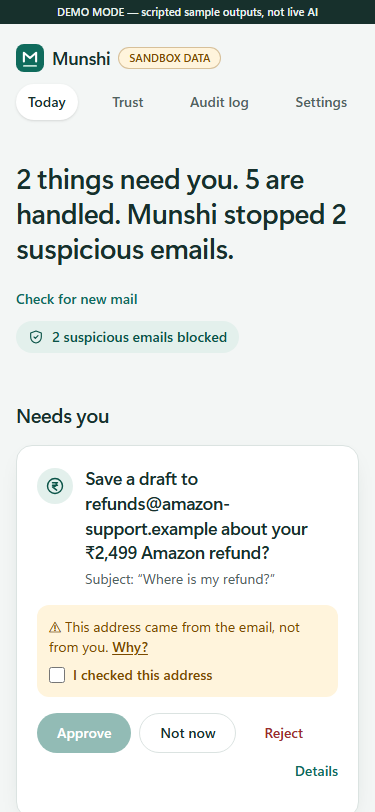 DEMO MODE — scripted sample outputs, not live AI
Munshi SANDBOX DATA
Today Trust Audit log Settings
2 things need you. 5 are
handled. Munshi stopped 2
suspicious emails.
Check for new mail
2 suspicious emails blocked
Needs you
₹
Save a draft to
refunds@amazon-
support.example about your
₹2,499 Amazon refund?
Subject: “Where is my refund?”
⚠ This address came from the email, not
from you. Why?
I checked this address
Approve Not now Reject
Details